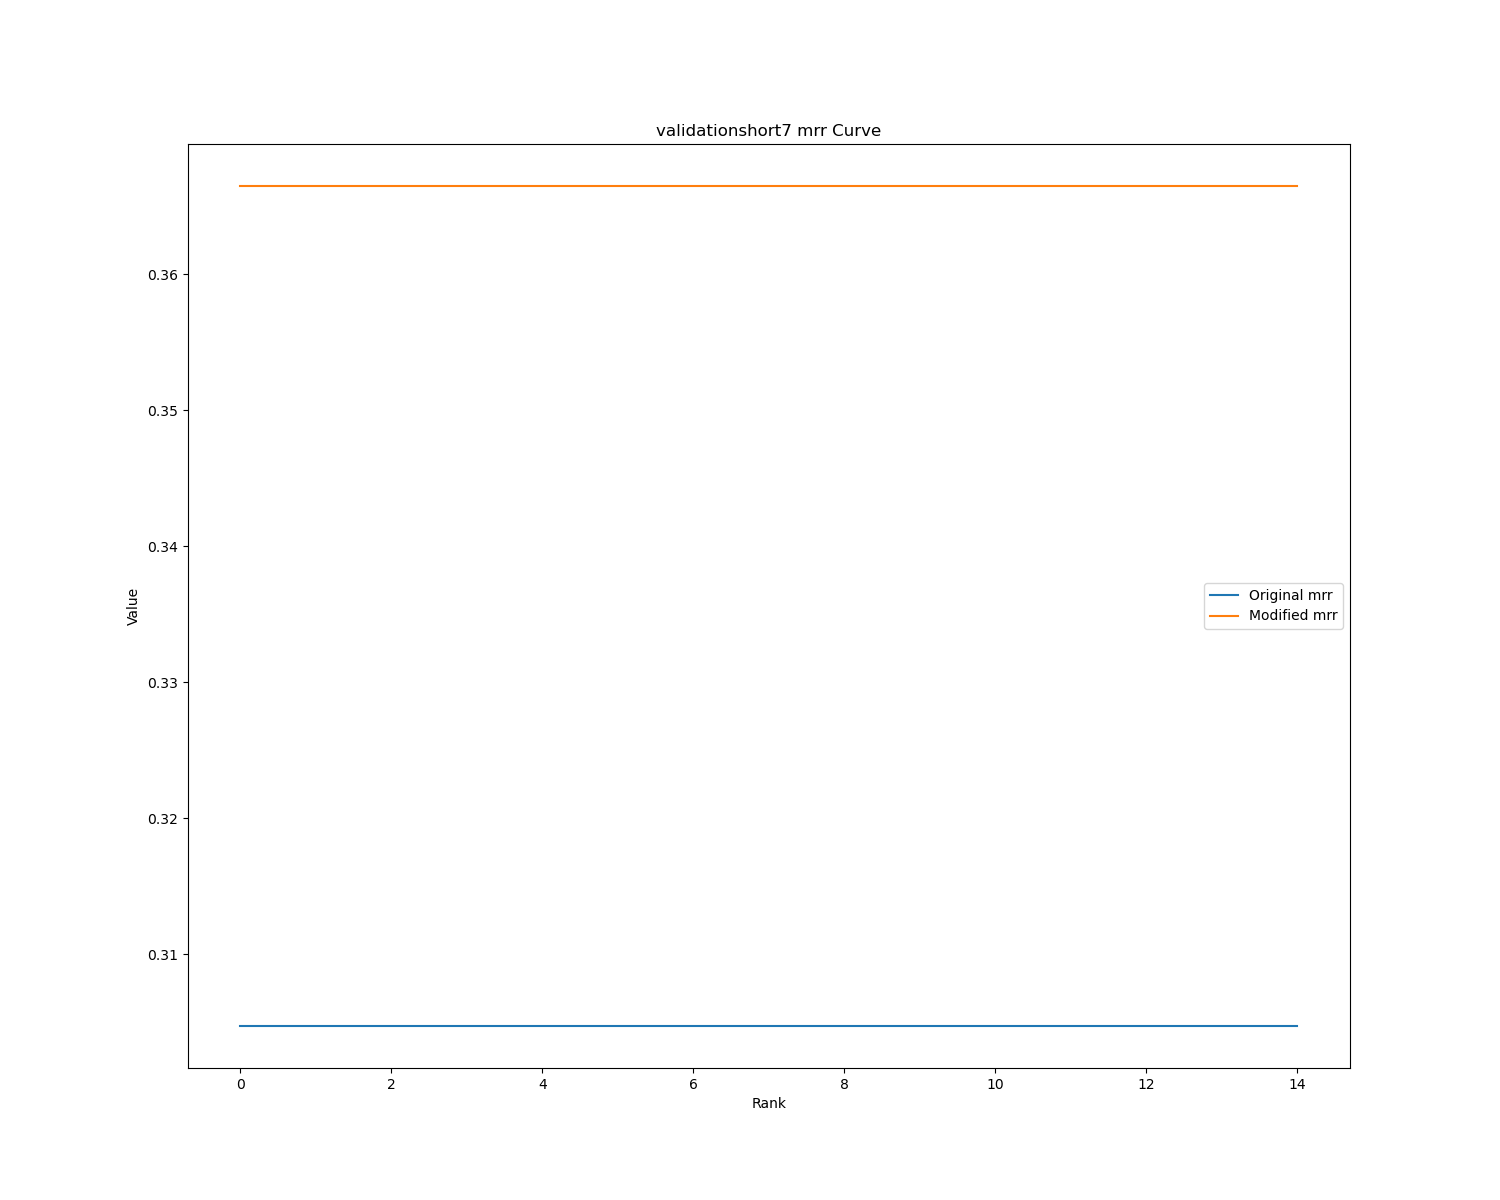 validationshort7 mrr Curve
0.36
0.35
0.34
0.33
0.32
0.31
Value
Original mrr
Modified mrr
0 2 4 6 8 10 12 14
Rank